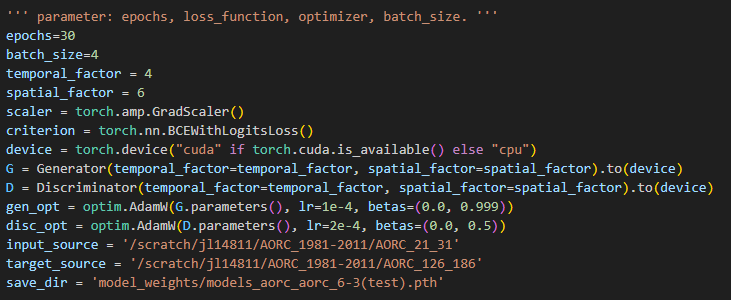 ''' parameter: epochs, loss_function, optimizer, batch_size. '''
epochs=30
batch_size=4
temporal_factor = 4
spatial_factor = 6
scaler = torch.amp.GradScaler()
criterion = torch.nn.BCEWithLogitsLoss()
device = torch.device("cuda" if torch.cuda.is_available() else "cpu")
G = Generator(temporal_factor=temporal_factor, spatial_factor=spatial_factor).to(device)
D = Discriminator(temporal_factor=temporal_factor, spatial_factor=spatial_factor).to(device)
gen_opt = optim.AdamW(G.parameters(), lr=1e-4, betas=(0.0, 0.999))
disc_opt = optim.AdamW(D.parameters(), lr=2e-4, betas=(0.0, 0.5))
input_source = '/scratch/jl14811/AORC_1981-2011/AORC_21_31'
target_source = '/scratch/jl14811/AORC_1981-2011/AORC_126_186'
save_dir = 'model_weights/models_aorc_aorc_6-3(test).pth'